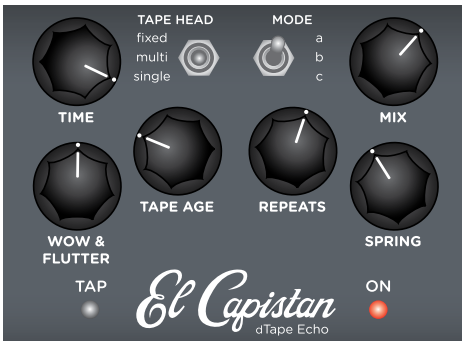 TAPE HEAD
MODE
fixed
multi
single
a
b
c
TIME
MIX
TAPE AGE
REPEATS
WOW &
FLUTTER
SPRING
TAP
ON
El Capistan
dTape Echo